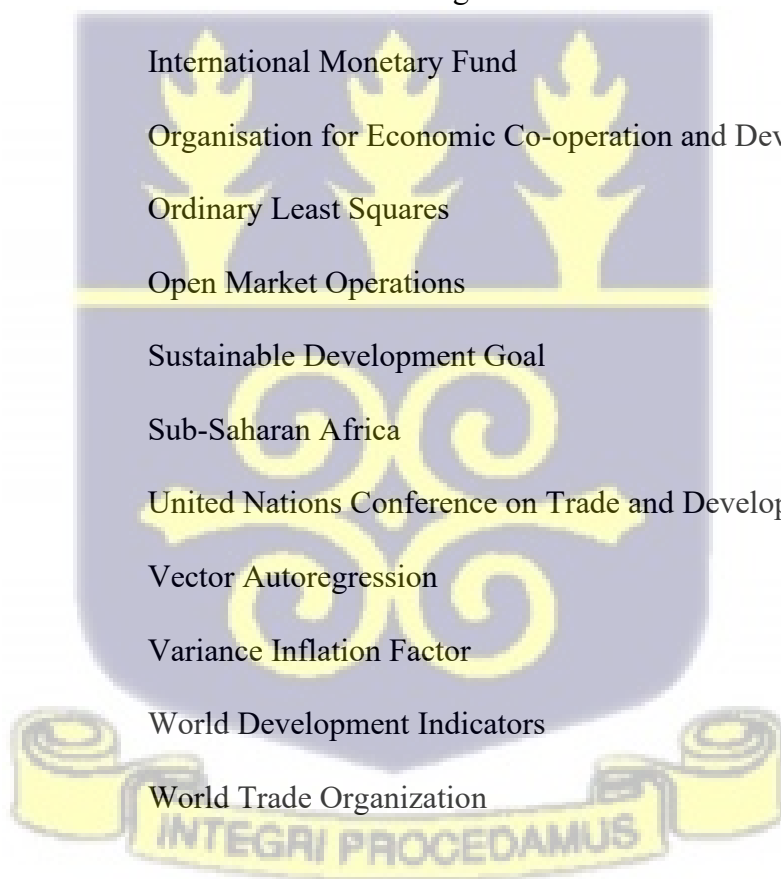 International Monetary Fund
Organisation for Economic Co-operation and Dev
Ordinary Least Squares
Open Market Operations
Sustainable Development Goal
Sub-Saharan Africa
United Nations Conference on Trade and Develop
Vector Autoregression
Variance Inflation Factor
World Development Indicators
World Trade Organization
INTEGRI PROCEDAMUS